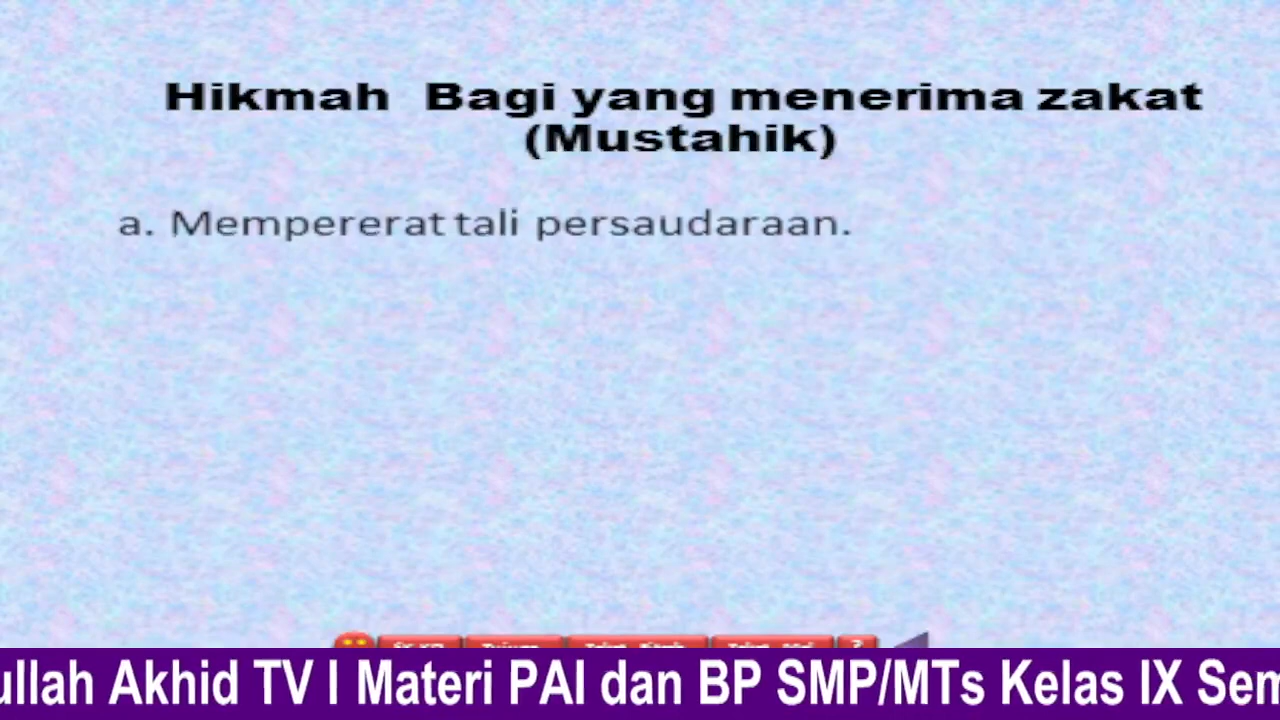 Hikmah Bagi yang menerima zakat
(Mustahik)
a. Mempererat tali persaudaraan.
?
ullah Akhid TV I Materi PAI dan BP SMP/MTs Kelas IX Sem